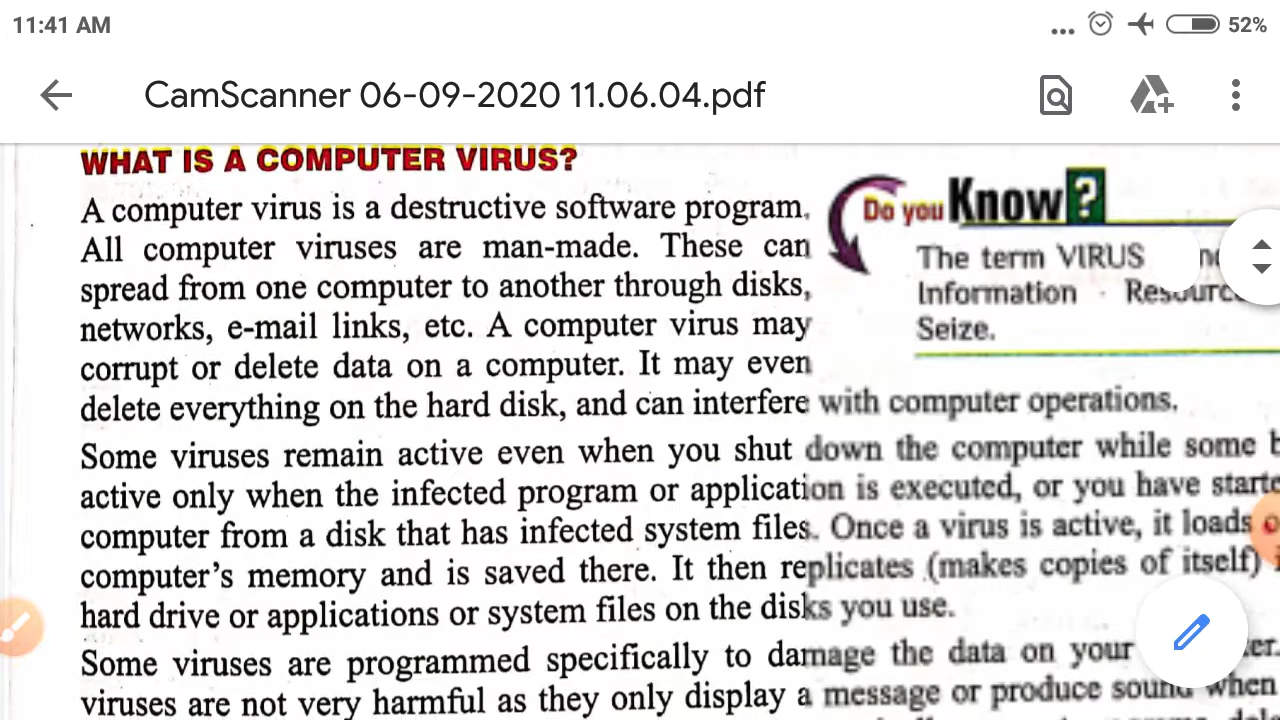 11:41 AM
52%
CamScanner 06-09-2020 11.06.04.pdf
WHAT IS A COMPUTER VIRUS?
A computer virus is a destructive software program.
All computer viruses are man-made. These can
spread from one computer to another through disks,
networks, e-mail links, etc. A computer virus may
corrupt or delete data on a computer. It may even
delete everything on the hard disk, and can interfere with computer operations.
Do you Know?
The term VIRUS
Information Resource
Seize.
Some viruses remain active even when you shut down the computer while some
active only when the infected program or application is executed, or you have starte
computer from a disk that has infected system files. Once a virus is active, it loads
computer's memory and is saved there. It then replicates (makes copies of itself)
hard drive or applications or system files on the disks you use.
Some viruses are programmed specifically to damage the data on your
viruses are not very harmful as they only display a message or produce sound when